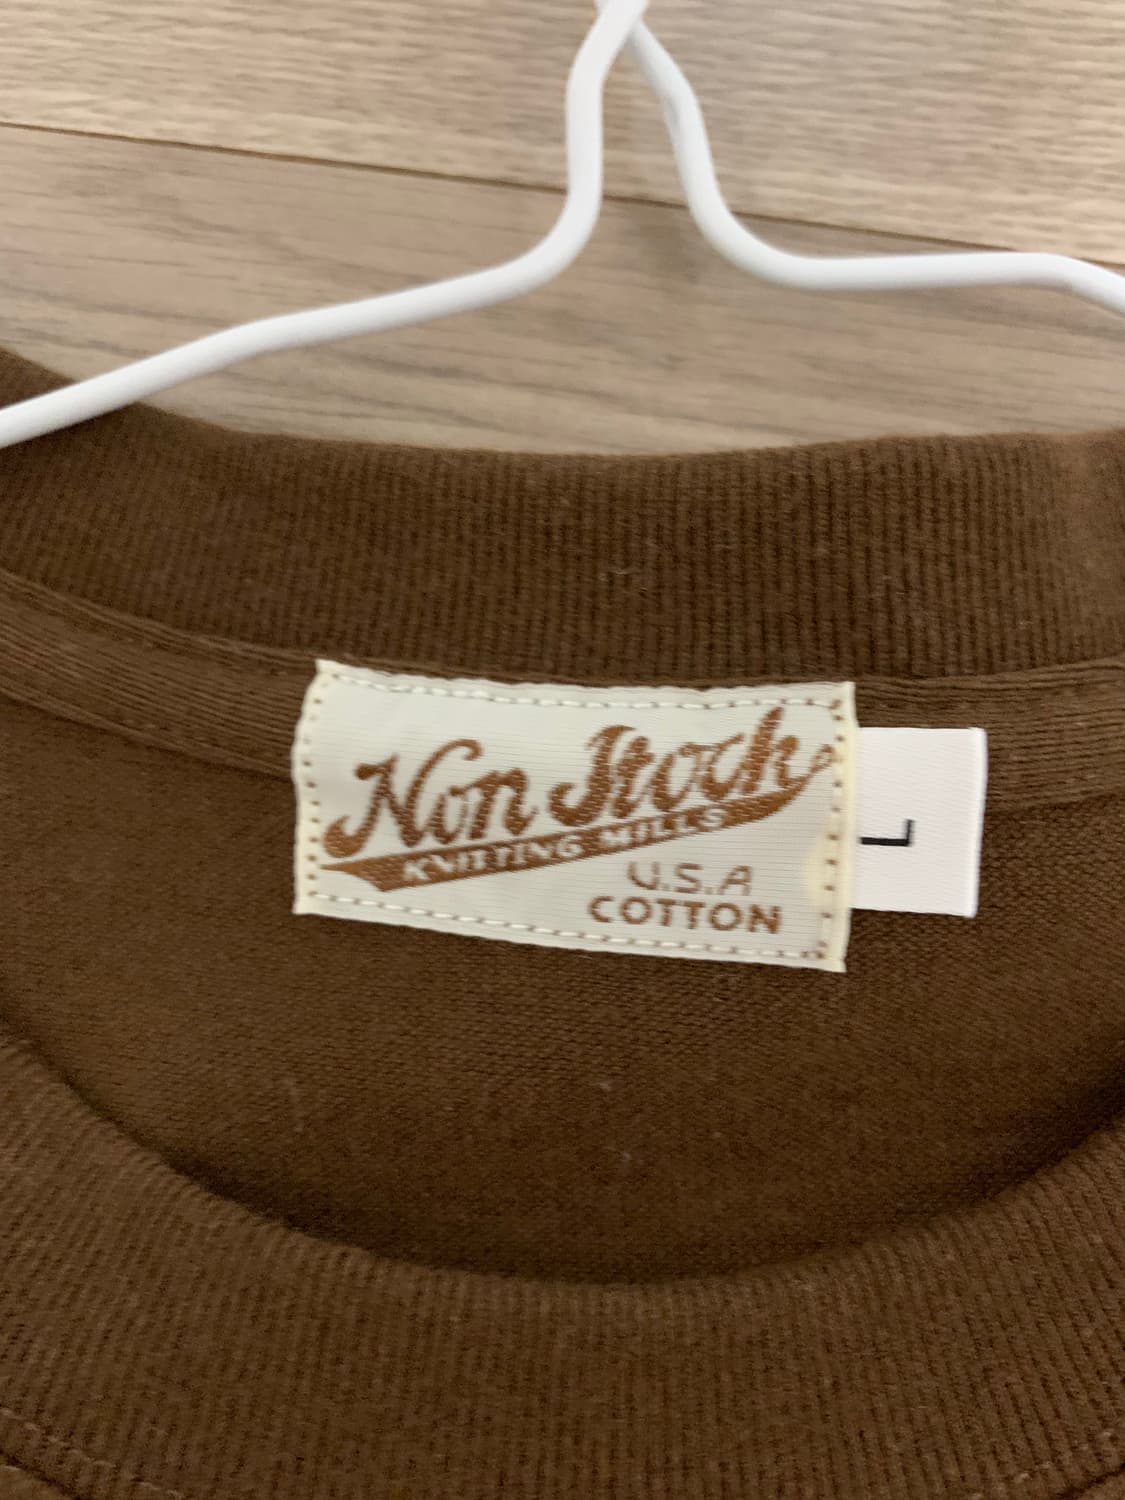 Non Stock
KNITTING MILLS
U.S.A
COTTON
L